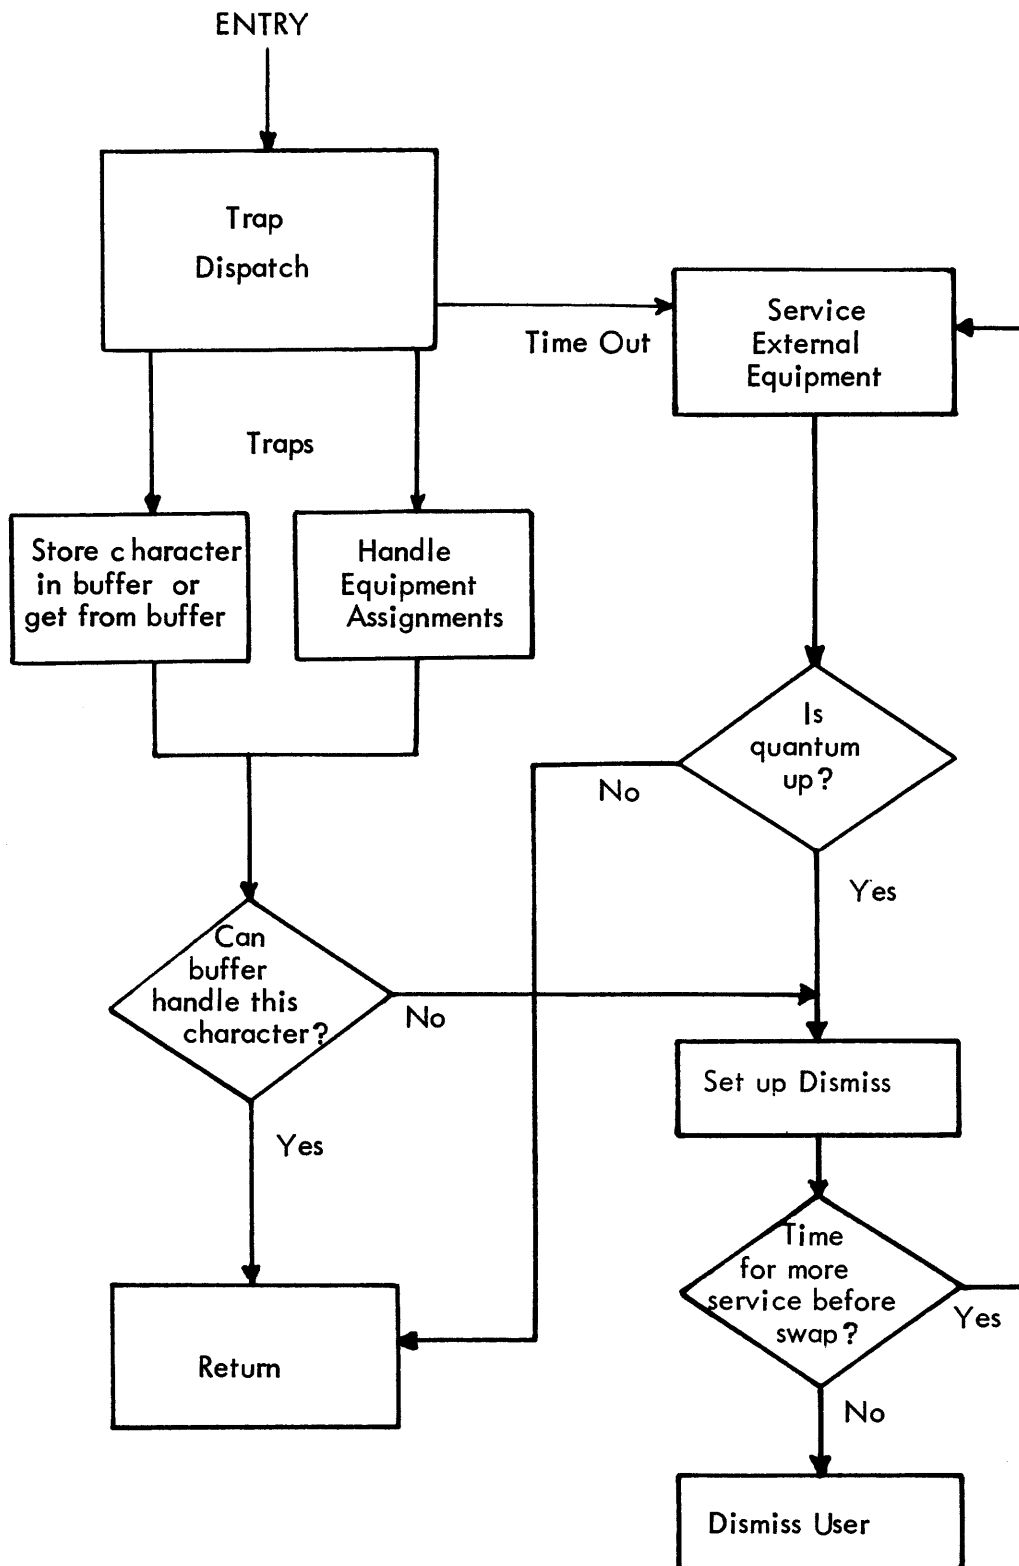 ENTRY
Trap
Dispatch
Time Out
Service
External
Equipment
Traps
Store character
in buffer or
get from buffer
Handle
Equipment
Assignments
Is
quantum
up?
No
Yes
Can
buffer
handle this
character?
No
Yes
Set up Dismiss
Time
for more
service before
swap?
Yes
No
Return
Dismiss User